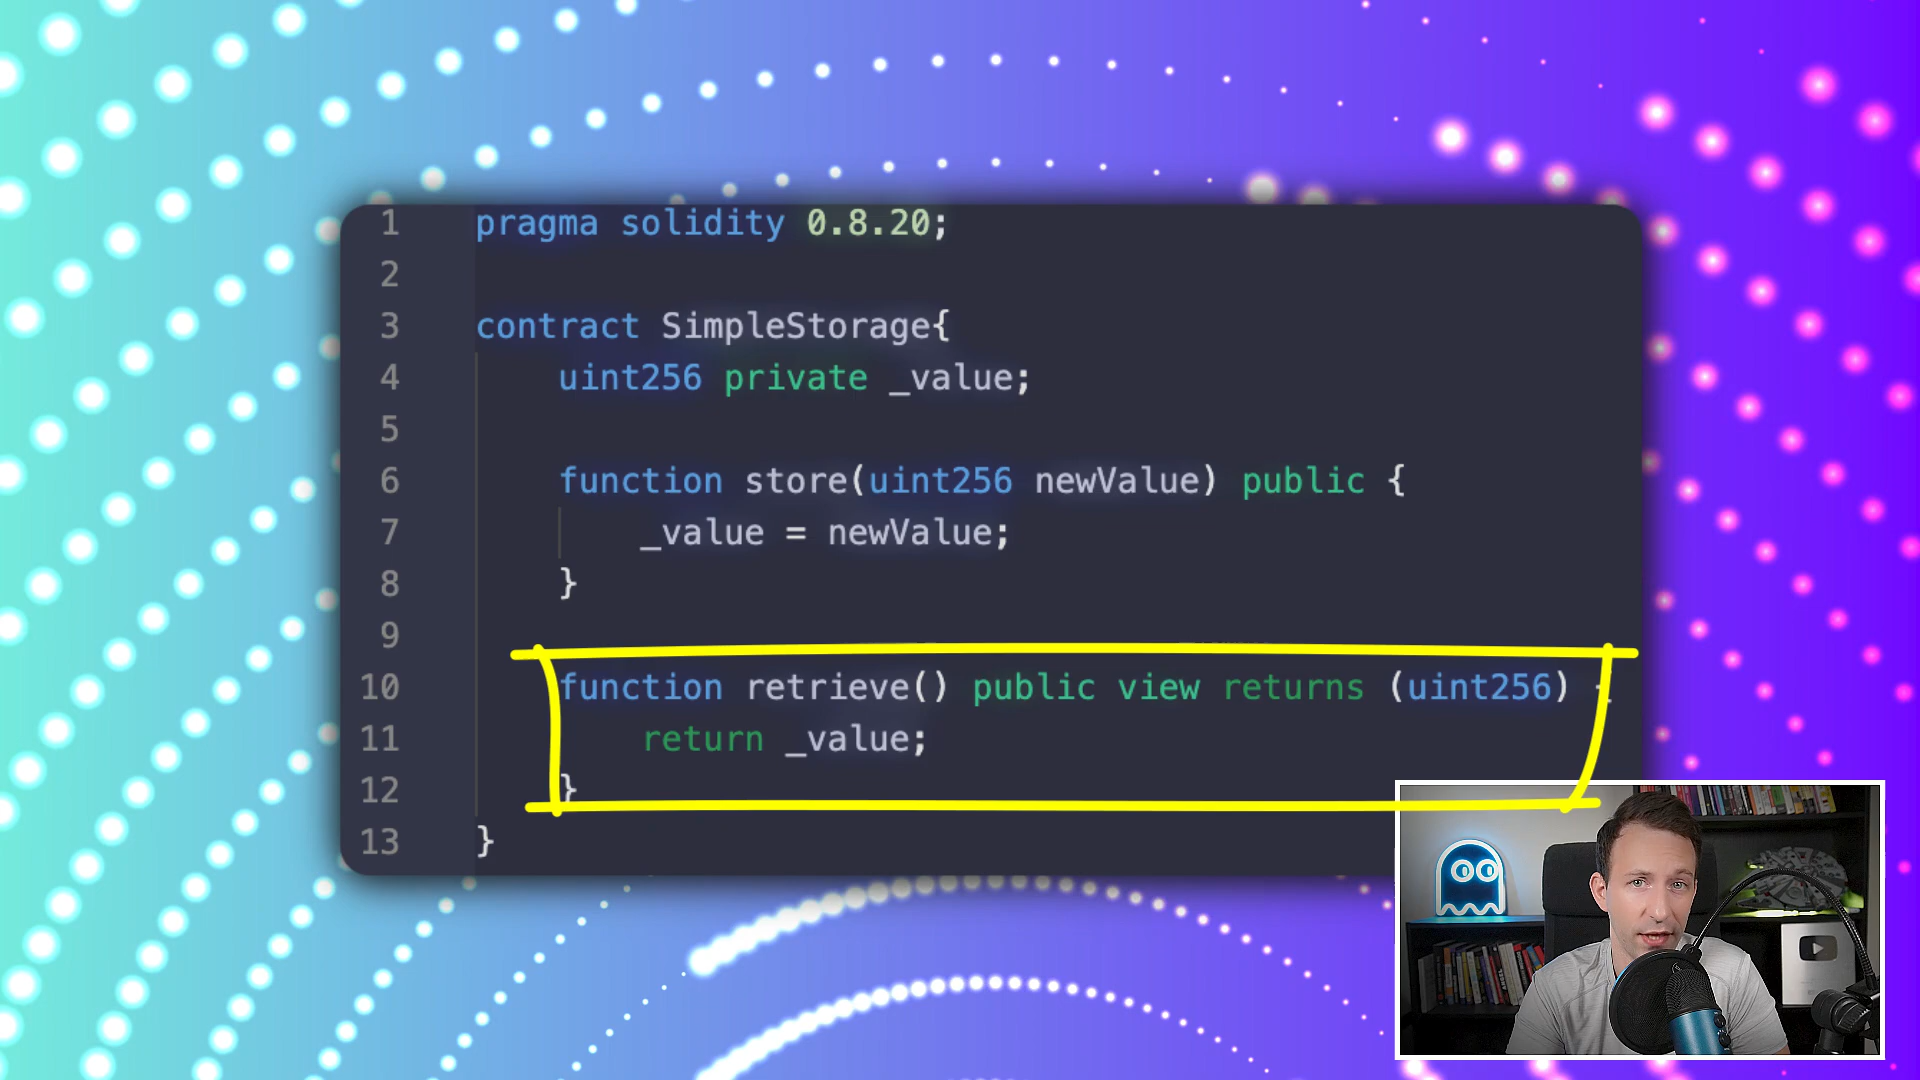 1 pragma solidity 0.8.20;
2
3 contract SimpleStorage{
4 uint256 private _value;
5
6 function store(uint256 newValue) public {
7 _value = newValue;
8 }
9
10 function retrieve() public view returns (uint256) {
11 return _value;
12 }
13 }